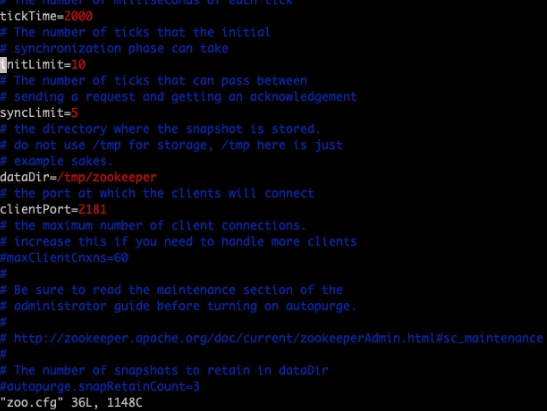 # The number of milliseconds of each tick
tickTime=2000
# The number of ticks that the initial
# synchronization phase can take
initLimit=10
# The number of ticks that can pass between
# sending a request and getting an acknowledgement
syncLimit=5
# the directory where the snapshot is stored.
# do not use /tmp for storage, /tmp here is just
# example sakes.
dataDir=/tmp/zookeeper
# the port at which the clients will connect
clientPort=2181
# the maximum number of client connections.
# increase this if you need to handle more clients
#maxClientCnxns=60
#
# Be sure to read the maintenance section of the
# administrator guide before turning on autopurge.
#
# http://zookeeper.apache.org/doc/current/zookeeperAdmin.html#sc_maintenance
#
# The number of snapshots to retain in dataDir
#autopurge.snapRetainCount=3
"zoo.cfg" 36L, 1148C